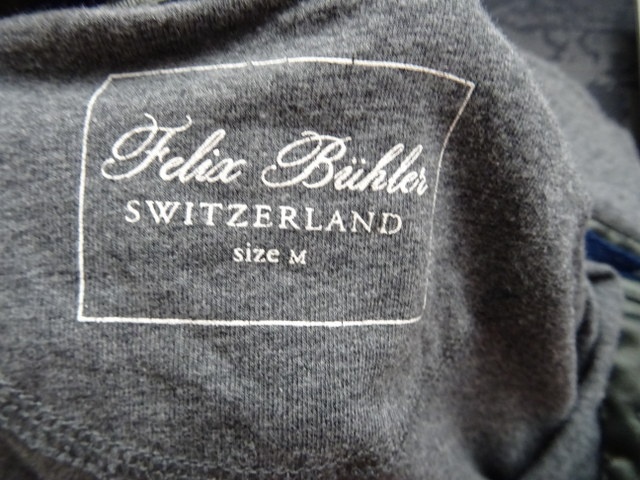 Felix Bühler
SWITZERLAND
size M